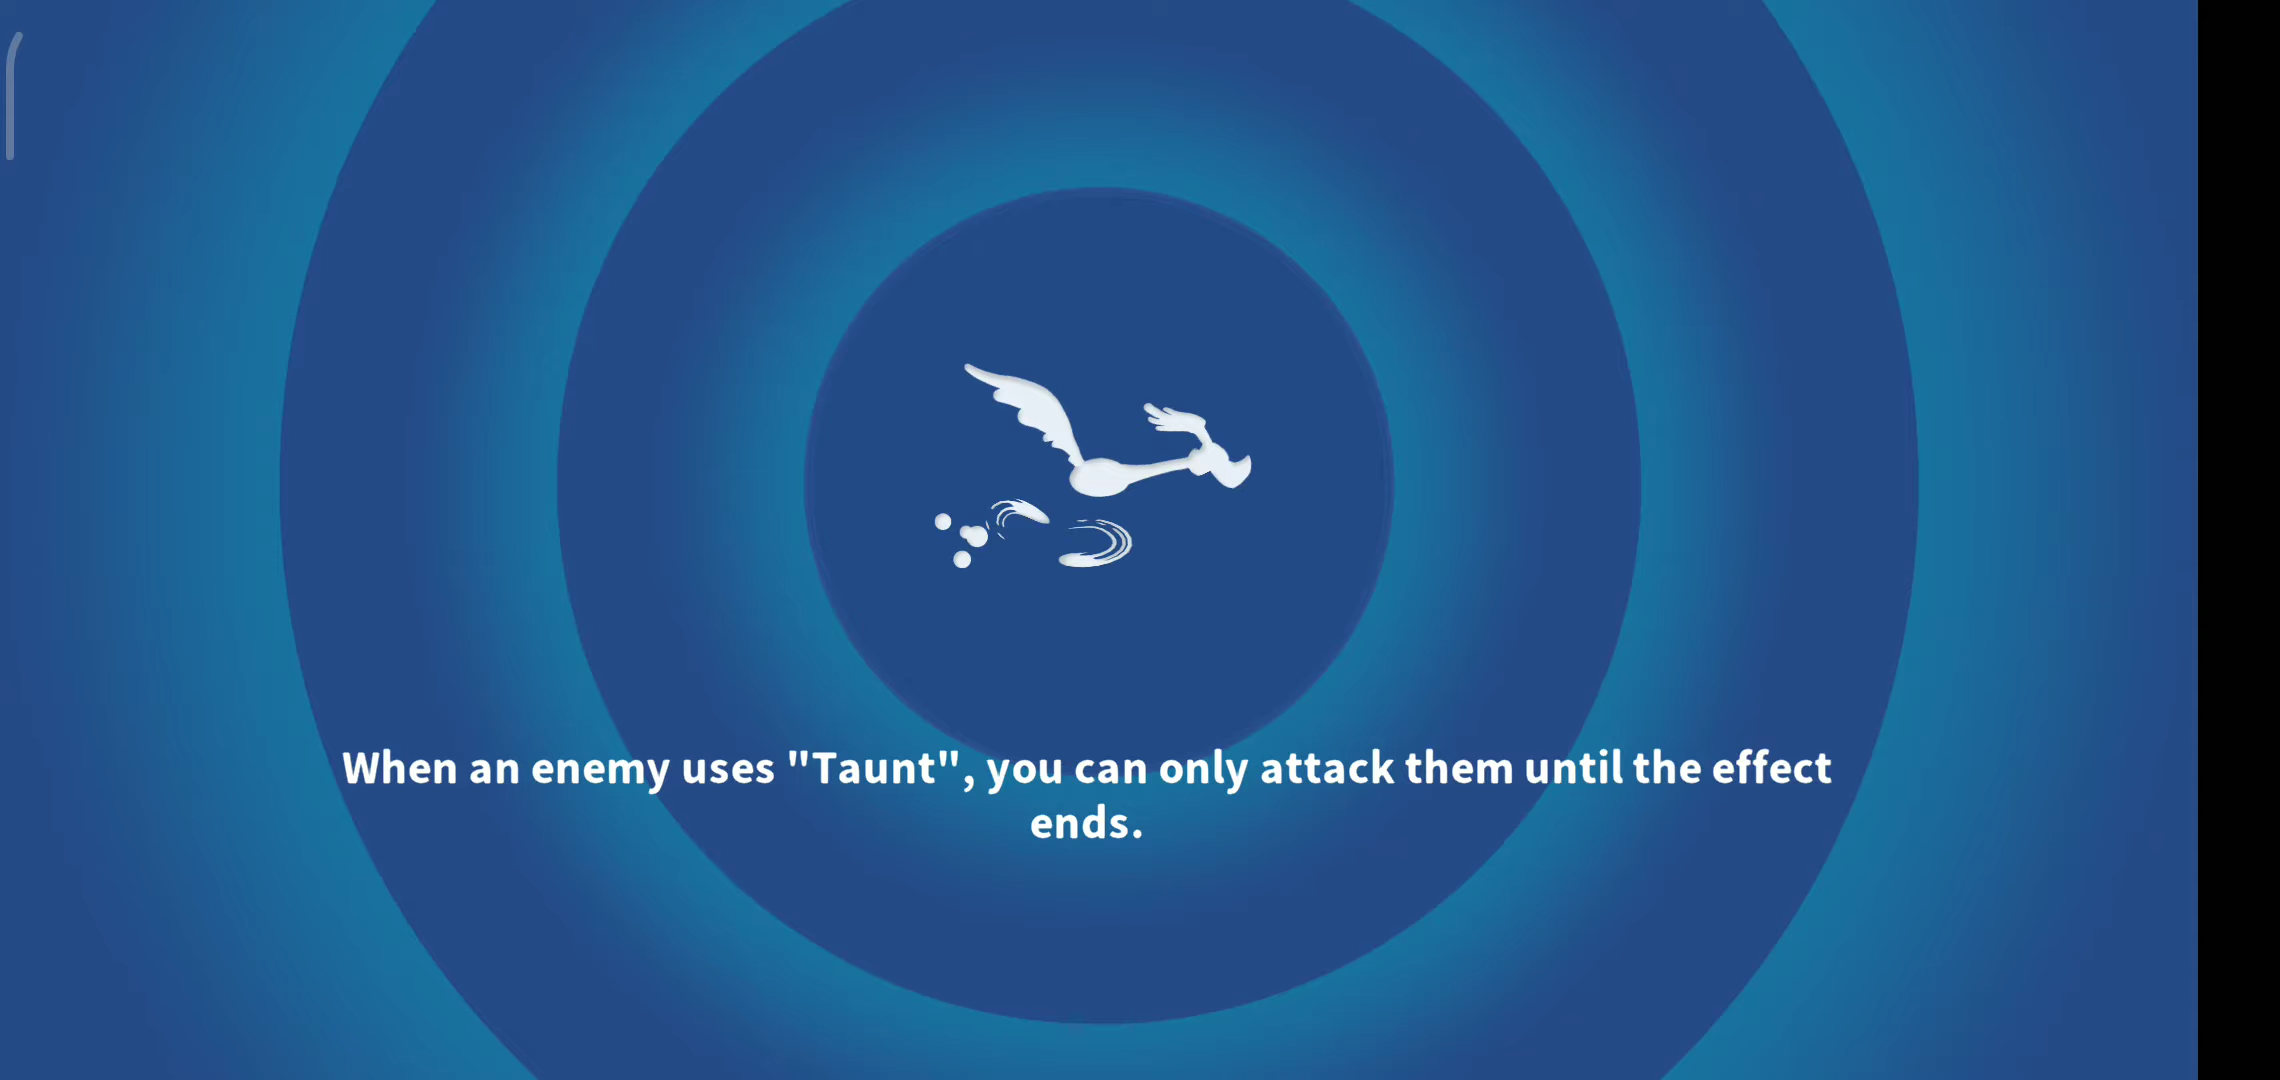 When an enemy uses "Taunt", you can only attack them until the effect
ends.